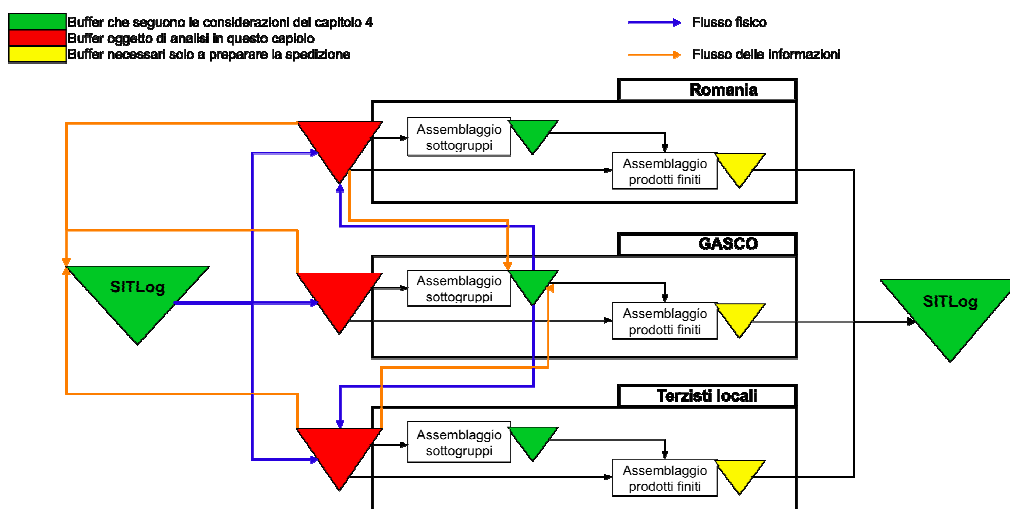 Buffer che seguono le considerazioni del capitolo 4
Buffer oggetto di analisi in questo capiolo
Buffer necessari solo a preparare la spedizione
Flusso fisico
Flusso delle informazioni
Romania
Assemblaggio
sottogruppi
Assemblaggio
prodotti finiti
GASCO
SITLog
Assemblaggio
sottogruppi
Assemblaggio
prodotti finiti
SITLog
Terzisti locali
Assemblaggio
sottogruppi
Assemblaggio
prodotti finiti